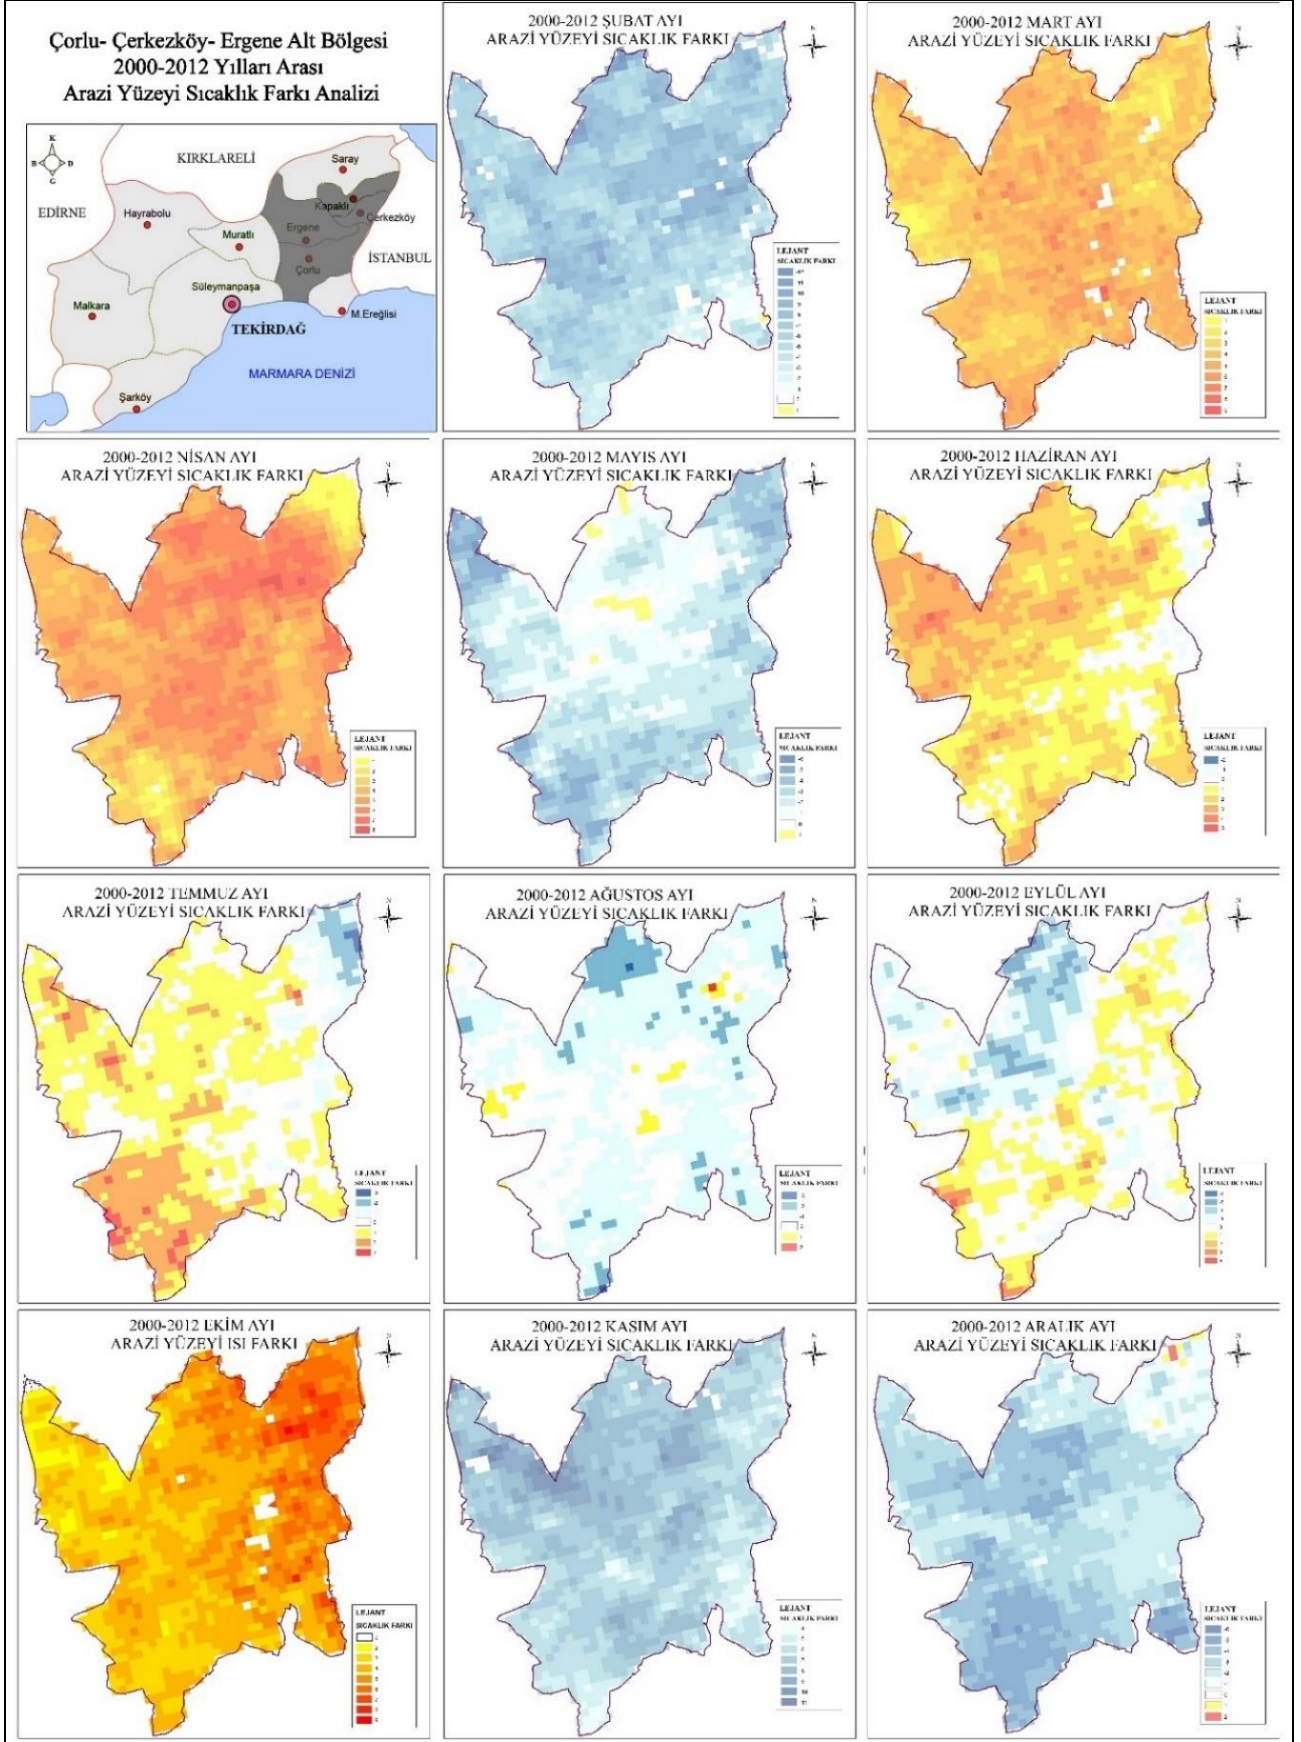 Çorlu- Çerkezköy- Ergene Alt Bölgesi
2000-2012 Yılları Arası
Arazi Yüzeyi Sıcaklık Farkı Analizi
K
B D
G
KIRKLARELİ
Saray
EDİRNE
Hayrabolu
Kapaklı
Çerkezköy
Muratlı
Ergene
İSTANBUL
Çorlu
Süleymanpaşa
Malkara
M.Ereğlisi
TEKİRDAĞ
MARMARA DENİZİ
Şarköy
2000-2012 ŞUBAT AYI
ARAZİ YÜZEYİ SICAKLIK FARKI
LEJANT
SICAKLIK FARKI
2000-2012 MART AYI
ARAZİ YÜZEYİ SICAKLIK FARKI
LEJANT
SICAKLIK FARKI
2000-2012 NİSAN AYI
ARAZİ YÜZEYİ SICAKLIK FARKI
LEJANT
SICAKLIK FARKI
2000-2012 MAYIS AYI
ARAZİ YÜZEYİ SICAKLIK FARKI
LEJANT
SICAKLIK FARKI
2000-2012 HAZİRAN AYI
ARAZİ YÜZEYİ SICAKLIK FARKI
LEJANT
SICAKLIK FARKI
2000-2012 TEMMUZ AYI
ARAZİ YÜZEYİ SICAKLIK FARKI
LEJANT
SICAKLIK FARKI
2000-2012 AĞUSTOS AYI
ARAZİ YÜZEYİ SICAKLIK FARKI
LEJANT
SICAKLIK FARKI
2000-2012 EYLÜL AYI
ARAZİ YÜZEYİ SICAKLIK FARKI
LEJANT
SICAKLIK FARKI
2000-2012 EKİM AYI
ARAZİ YÜZEYİ ISI FARKI
LEJANT
SICAKLIK FARKI
2000-2012 KASIM AYI
ARAZİ YÜZEYİ SICAKLIK FARKI
LEJANT
SICAKLIK FARKI
2000-2012 ARALIK AYI
ARAZİ YÜZEYİ SICAKLIK FARKI
LEJANT
SICAKLIK FARKI